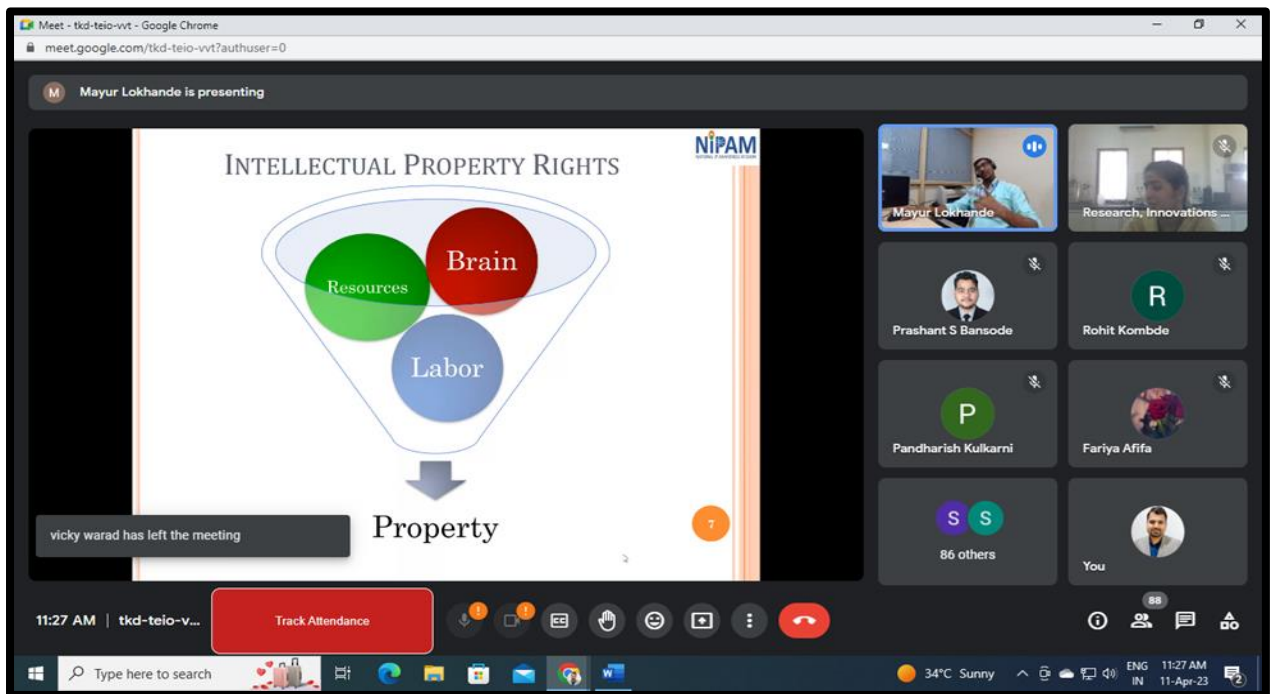 Meet - tkd-teio-vvt - Google Chrome
meet.google.com/tkd-teio-vvt?authuser=0
M
Mayur Lokhande is presenting
NiPAM
INTELLECTUAL PROPERTY RIGHTS
Resources
Brain
Labor
Property
7
vicky warad has left the meeting
Mayur Lokhande
Research, Innovations ...
Prashant S Bansode
R
Rohit Kombde
P
Pandharish Kulkarni
Fariya Afifa
S S
86 others
You
11:27 AM | tkd-teio-v...
Track Attendance
CC
88
Type here to search
34°C Sunny
ENG
IN
11:27 AM
11-Apr-23
2